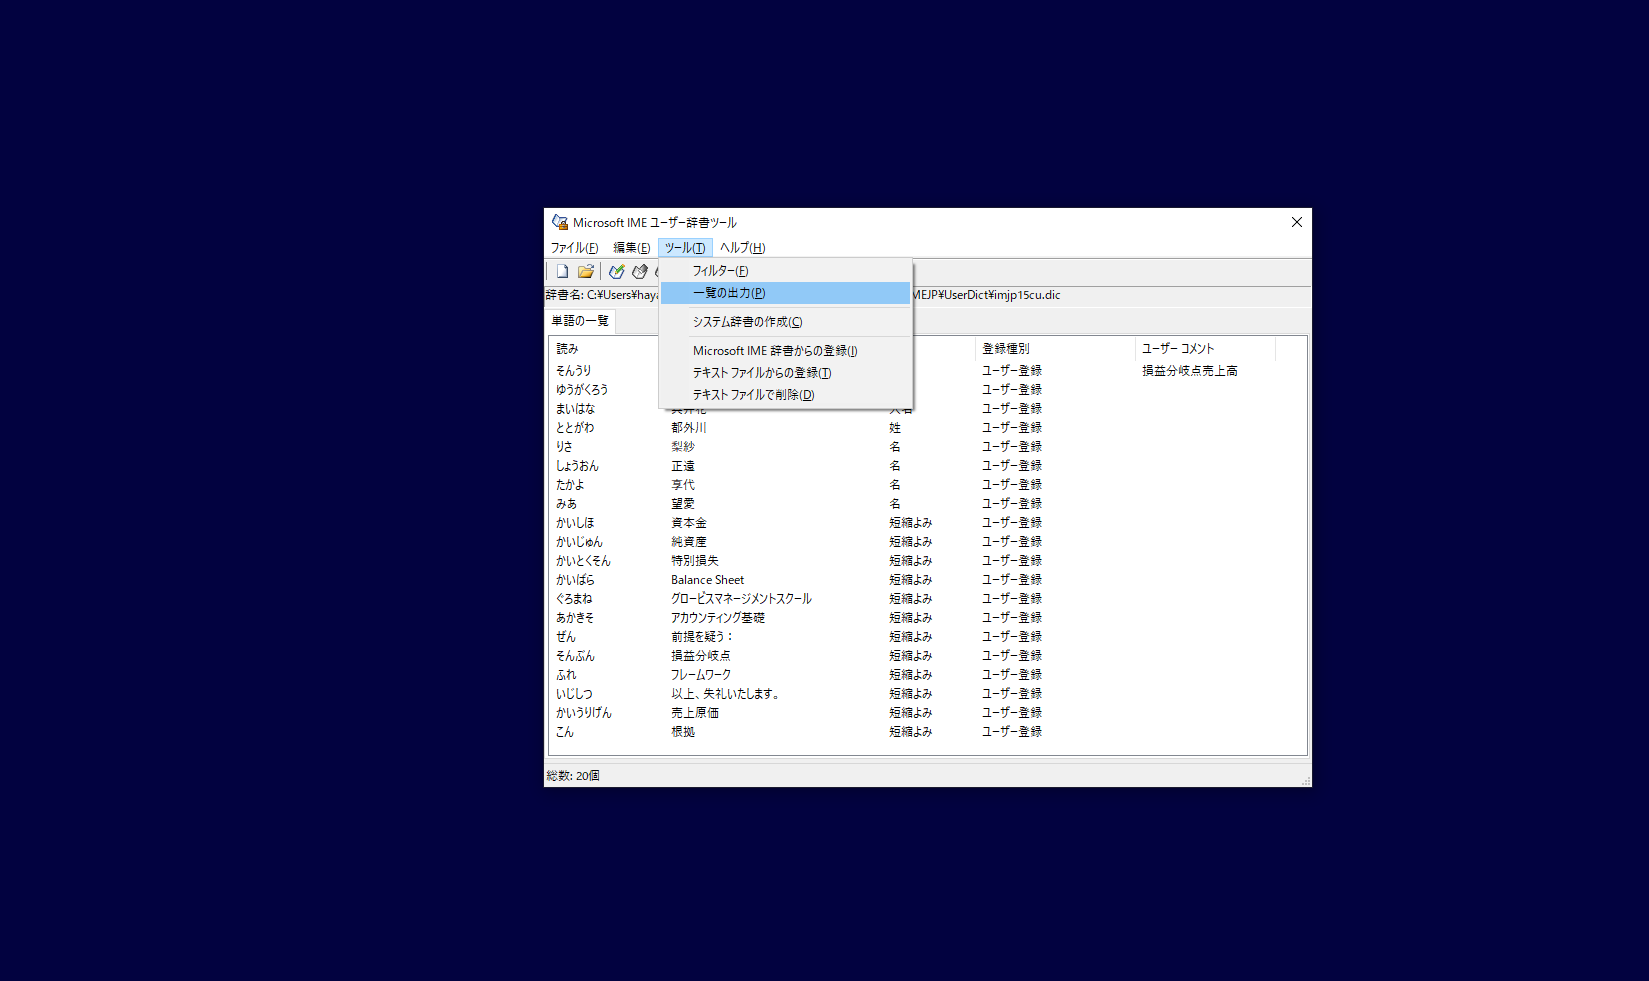 Microsoft IME ユーザー辞書ツール
ファイル(F) 編集(E) ツール(T) ヘルプ(H)
フィルター(F)
一覧の出力(P)
システム辞書の作成(C)
Microsoft IME 辞書からの登録(I)
テキスト ファイルからの登録(T)
テキスト ファイルで削除(D)
辞書名: C:¥Users¥haya MEJP¥UserDict¥imjp15cu.dic
単語の一覧
読み 登録種別 ユーザー コメント
そんうり ユーザー登録 損益分岐点売上高
ゆうがくろう ユーザー登録
まいはな ユーザー登録
ととがわ 都外川 姓 ユーザー登録
りさ 梨紗 名 ユーザー登録
しょうおん 正遠 名 ユーザー登録
たかよ 享代 名 ユーザー登録
みあ 望愛 名 ユーザー登録
かいしほ 資本金 短縮よみ ユーザー登録
かいじゅん 純資産 短縮よみ ユーザー登録
かいとくそん 特別損失 短縮よみ ユーザー登録
かいばら Balance Sheet 短縮よみ ユーザー登録
ぐろまね グロービスマネージメントスクール 短縮よみ ユーザー登録
あかきそ アカウンティング基礎 短縮よみ ユーザー登録
ぜん 前提を疑う： 短縮よみ ユーザー登録
そんぶん 損益分岐点 短縮よみ ユーザー登録
ふれ フレームワーク 短縮よみ ユーザー登録
いじしつ 以上、失礼いたします。 短縮よみ ユーザー登録
かいうりげん 売上原価 短縮よみ ユーザー登録
こん 根拠 短縮よみ ユーザー登録
総数: 20個